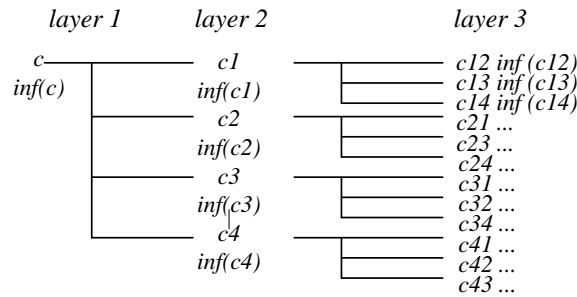 layer 1 layer 2 layer 3
c c1 c12 inf (c12)
inf(c) inf(c1) c13 inf (c13)
c14 inf (c14)
c2 c21 ...
inf(c2) c23 ...
c24 ...
c3 c31 ...
inf(c3) c32 ...
c34 ...
c4 c41 ...
inf(c4) c42 ...
c43 ...